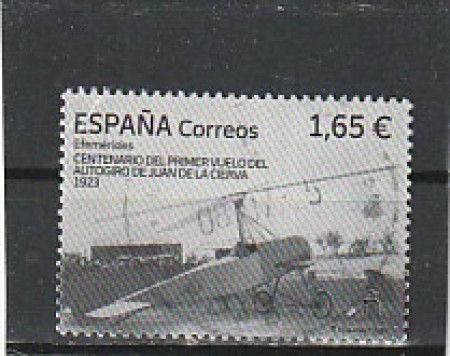 ESPAÑA Correos 1,65 €
Efemérides
CENTENARIO DEL PRIMER VUELO DEL
AUTOGIRO DE JUAN DE LA CIERVA
1923